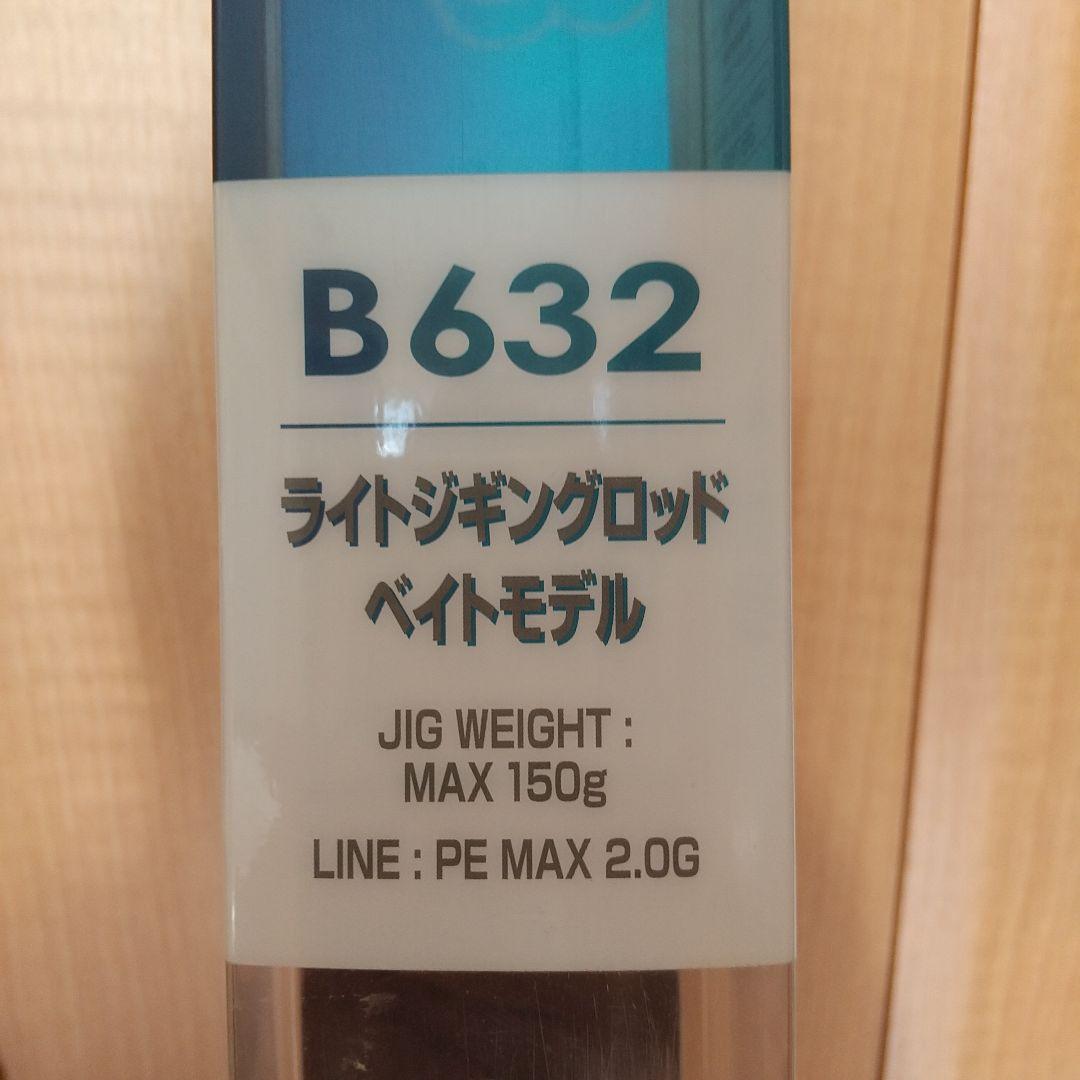 B632
ライトジギングロッド
ベイトモデル
JIG WEIGHT :
MAX 150g
LINE : PE MAX 2.0G